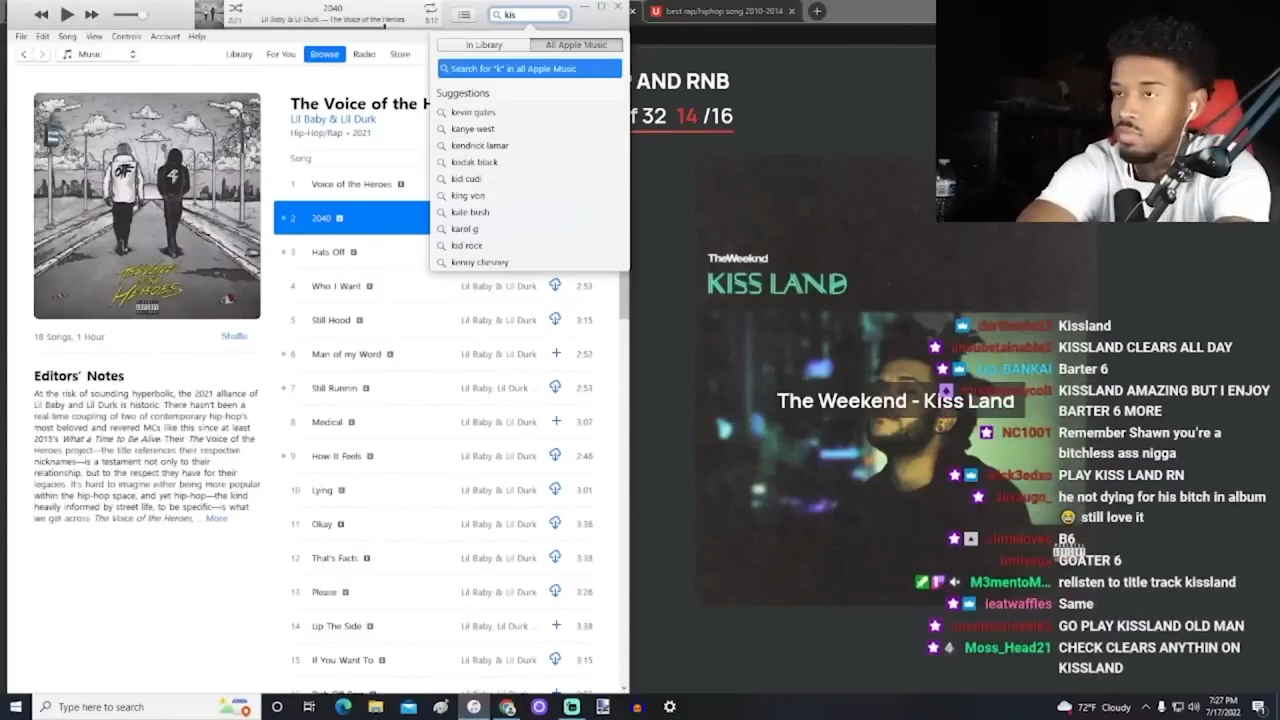 2040
Lil Baby & Lil Durk — The Voice of the Heroes
2:21
3:12
kis
File Edit Song View Controls Account Help
Music
Library For You Browse Radio Store
In Library All Apple Music
Search for "k" in all Apple Music
Suggestions
kevin gates
kanye west
kendrick lamar
kodak black
kid cudi
king von
kate bush
karol g
kid rock
kenny chesney
The Voice of the H
Lil Baby & Lil Durk
Hip-Hop/Rap • 2021
Song
1 Voice of the Heroes
2 2040
3 Hats Off
4 Who I Want Lil Baby & Lil Durk 2:53
5 Still Hood Lil Baby & Lil Durk 3:15
6 Man of my Word Lil Baby & Lil Durk 2:52
7 Still Runnin Lil Baby, Lil Durk ... 2:53
8 Medical Lil Baby & Lil Durk 3:07
9 How It Feels Lil Baby & Lil Durk 2:46
10 Lying Lil Baby & Lil Durk 3:01
11 Okay Lil Baby & Lil Durk 3:36
12 That's Facts Lil Baby & Lil Durk 3:38
13 Please Lil Baby & Lil Durk 3:26
14 Up The Side Lil Baby, Lil Durk ... 3:38
15 If You Want To Lil Baby & Lil Durk 3:15
OTF
4
THE VOICE OF THE HEROES
18 Songs, 1 Hour
Shuffle
Editors' Notes
At the risk of sounding hyperbolic, the 2021 alliance of
Lil Baby and Lil Durk is historic. There hasn't been a
real-time coupling of two of contemporary hip-hop's
most beloved and revered MCs like this since at least
2015's What a Time to Be Alive. Their The Voice of the
Heroes project—the title references their respective
nicknames—is a testament not only to their
relationship, but to the respect they have for their
legacies. It's hard to imagine either being more popular
within the hip-hop space, and yet hip-hop—the kind
heavily informed by street life, to be specific—is what
we get across The Voice of the Heroes, ... More
best rap/hiphop song 2010-2014
AND RNB
f 32 14 /16
TheWeeknd
KISS LAND
The Weekend - Kiss Land
Kissland
KISSLAND CLEARS ALL DAY
BANKAI Barter 6
KISSLAND AMAZING BUT I ENJOY
BARTER 6 MORE
NC1001 Remember Shawn you're a
bitchless ass nigga
PLAY KISS LAND RN
he not dying for his bitch in album
still love it
slimeloves B6
GOATER 6
M3mentoM... relisten to title track kissland
ieatwaffles Same
GO PLAY KISSLAND OLD MAN
Moss_Head21 CHECK CLEARS ANYTHIN ON
KISSLAND
Type here to search
72°F Cloudy
7:27 PM
7/17/2022